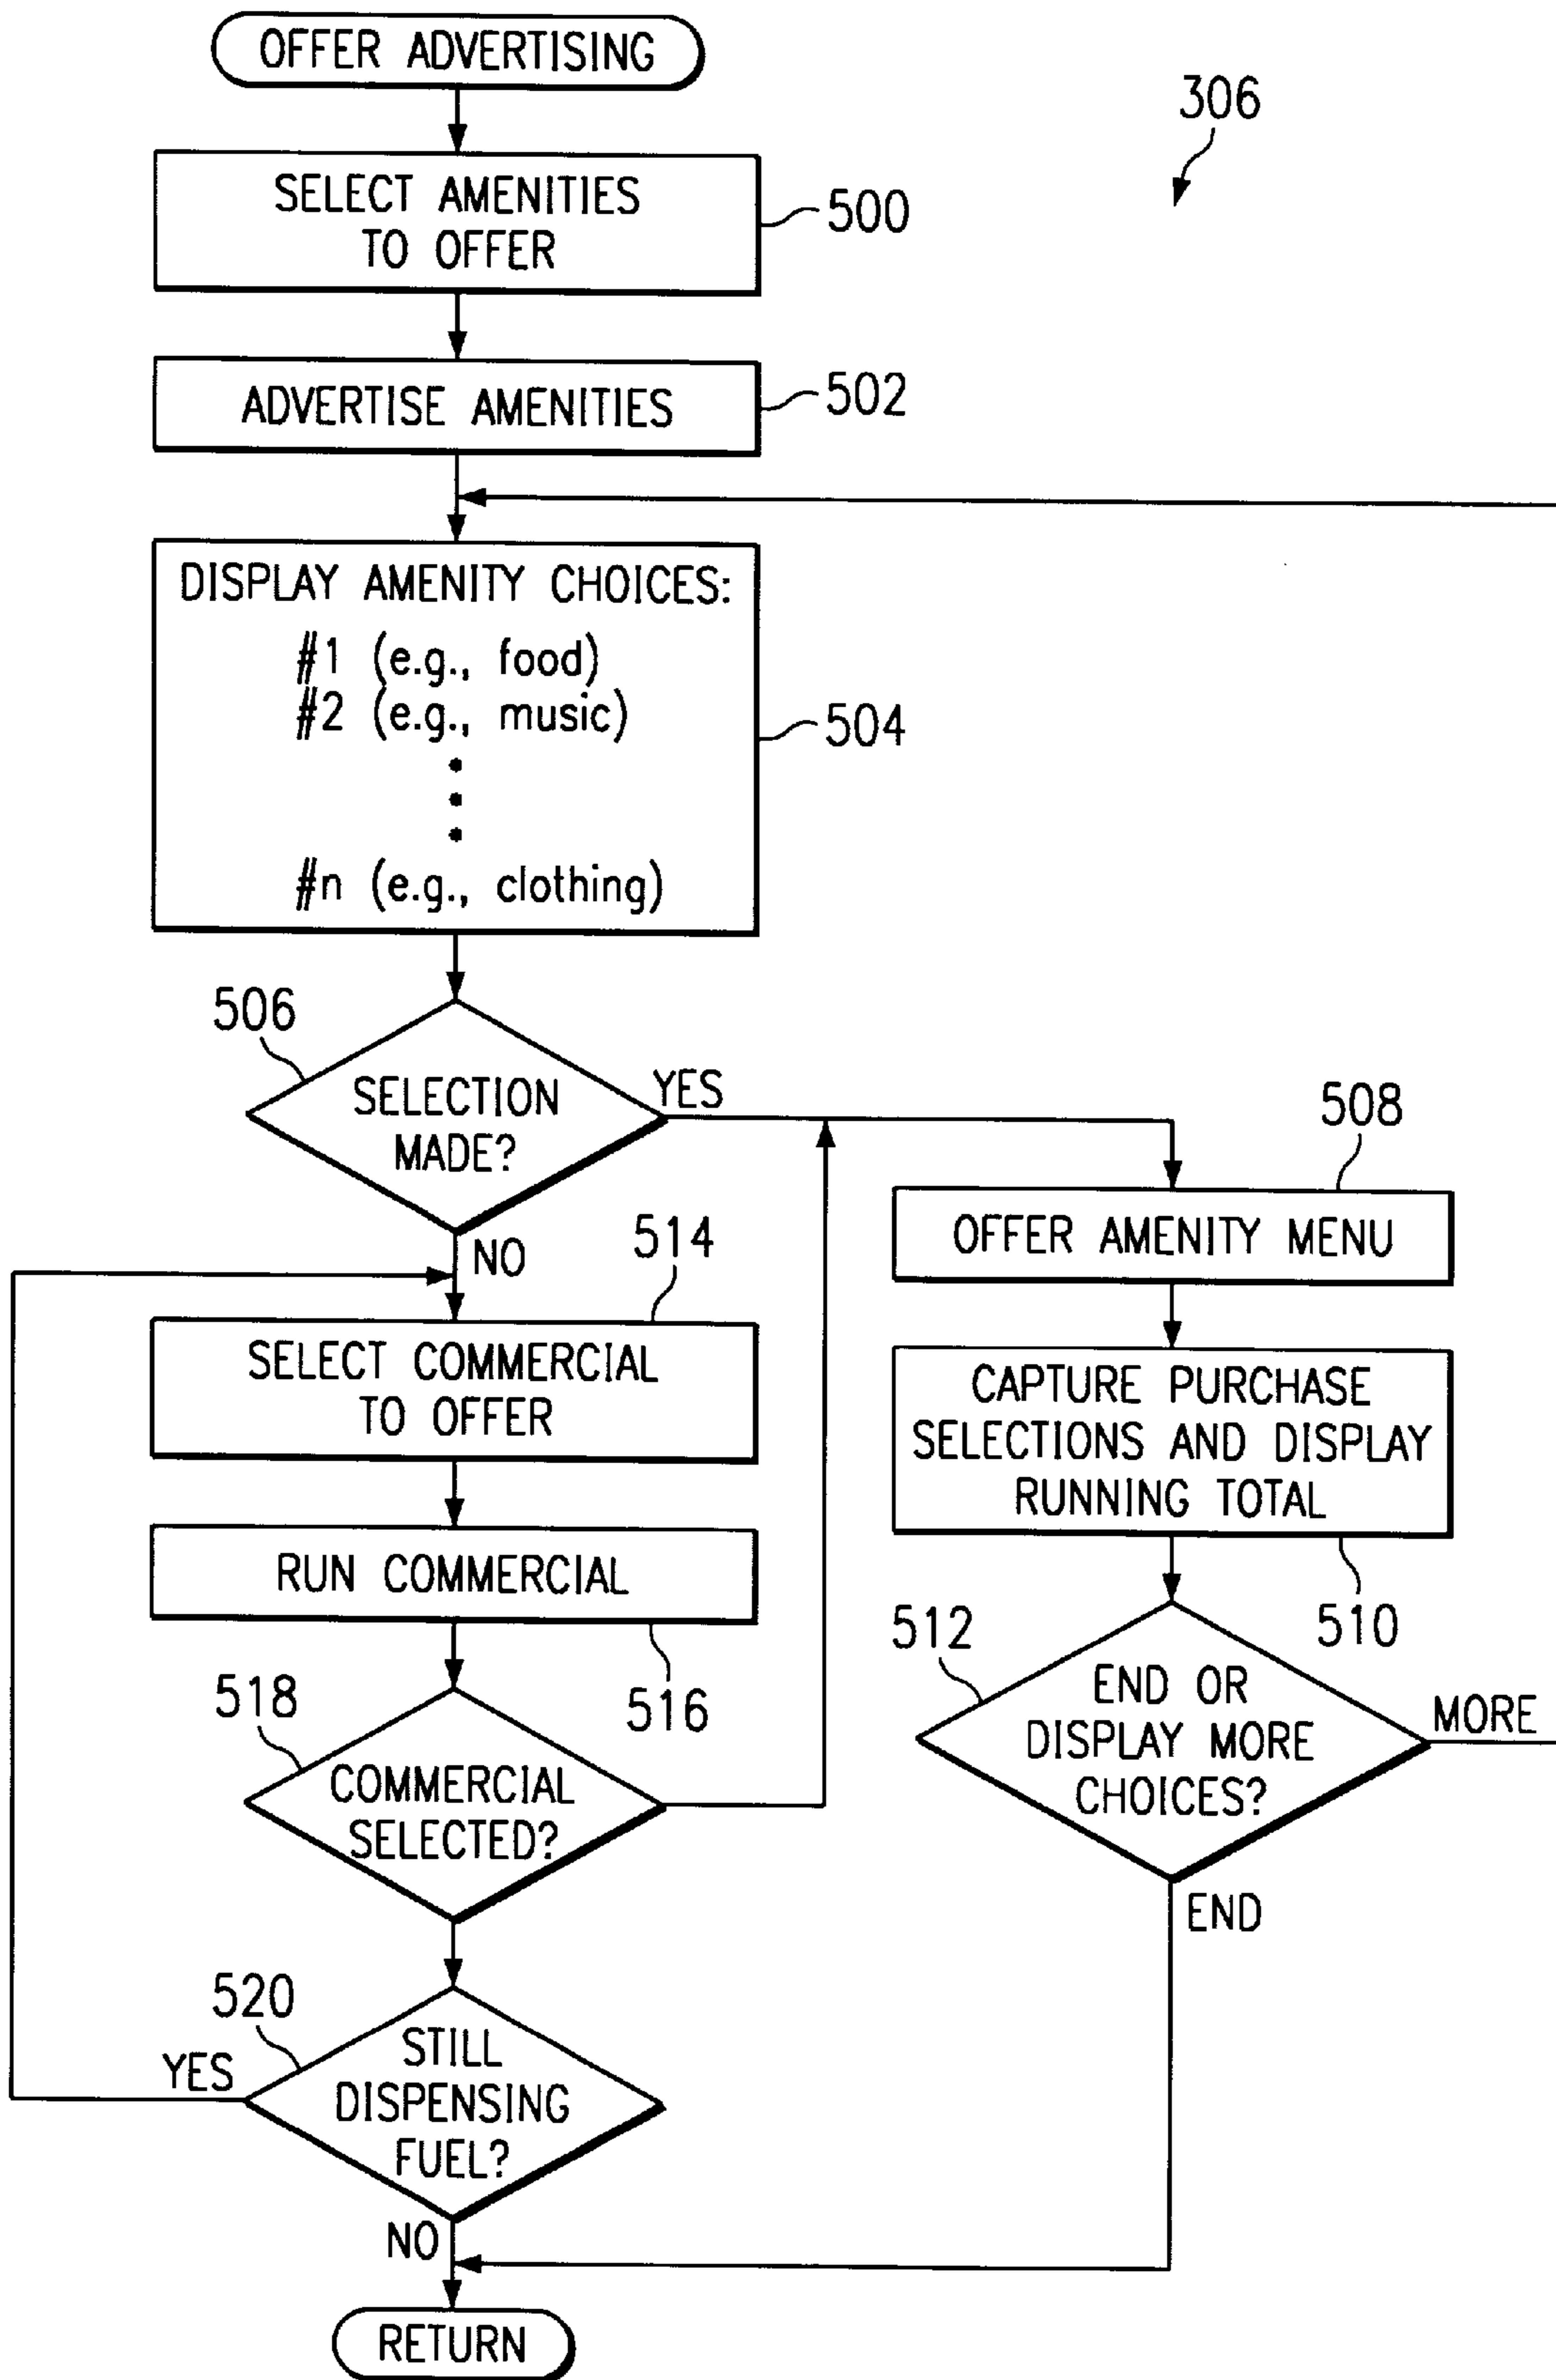 OFFER ADVERTISING
306
SELECT AMENITIES
TO OFFER
500
ADVERTISE AMENITIES
502
DISPLAY AMENITY CHOICES:
#1 (e.g., food)
#2 (e.g., music)
#n (e.g., clothing)
504
506
SELECTION
MADE?
YES
NO
508
OFFER AMENITY MENU
514
SELECT COMMERCIAL
TO OFFER
CAPTURE PURCHASE
SELECTIONS AND DISPLAY
RUNNING TOTAL
510
RUN COMMERCIAL
516
512
END OR
DISPLAY MORE
CHOICES?
MORE
END
518
COMMERCIAL
SELECTED?
520
STILL
DISPENSING
FUEL?
YES
NO
RETURN